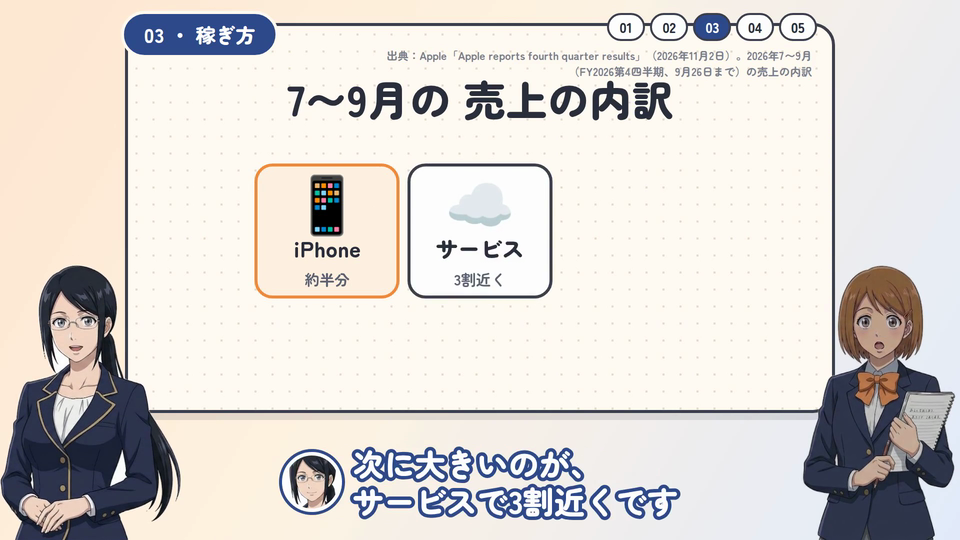 03 ・ 稼ぎ方
01 02 03 04 05
出典：Apple「Apple reports fourth quarter results」（2026年11月2日）。2026年7〜9月
（FY2026第4四半期、9月26日まで）の売上の内訳
7〜9月の 売上の内訳
iPhone
約半分
サービス
3割近く
次に大きいのが、
サービスで3割近くです